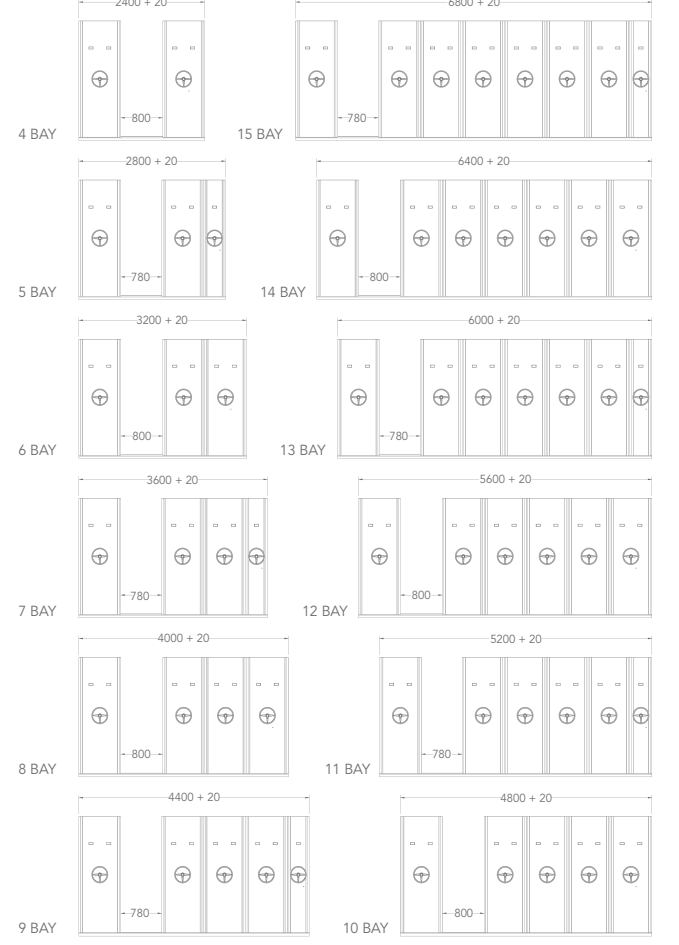 2400 + 20
6800 + 20
800
780
4 BAY
15 BAY
2800 + 20
6400 + 20
780
800
5 BAY
14 BAY
3200 + 20
6000 + 20
800
780
6 BAY
13 BAY
3600 + 20
5600 + 20
780
800
7 BAY
12 BAY
4000 + 20
5200 + 20
800
780
8 BAY
11 BAY
4400 + 20
4800 + 20
780
800
9 BAY
10 BAY